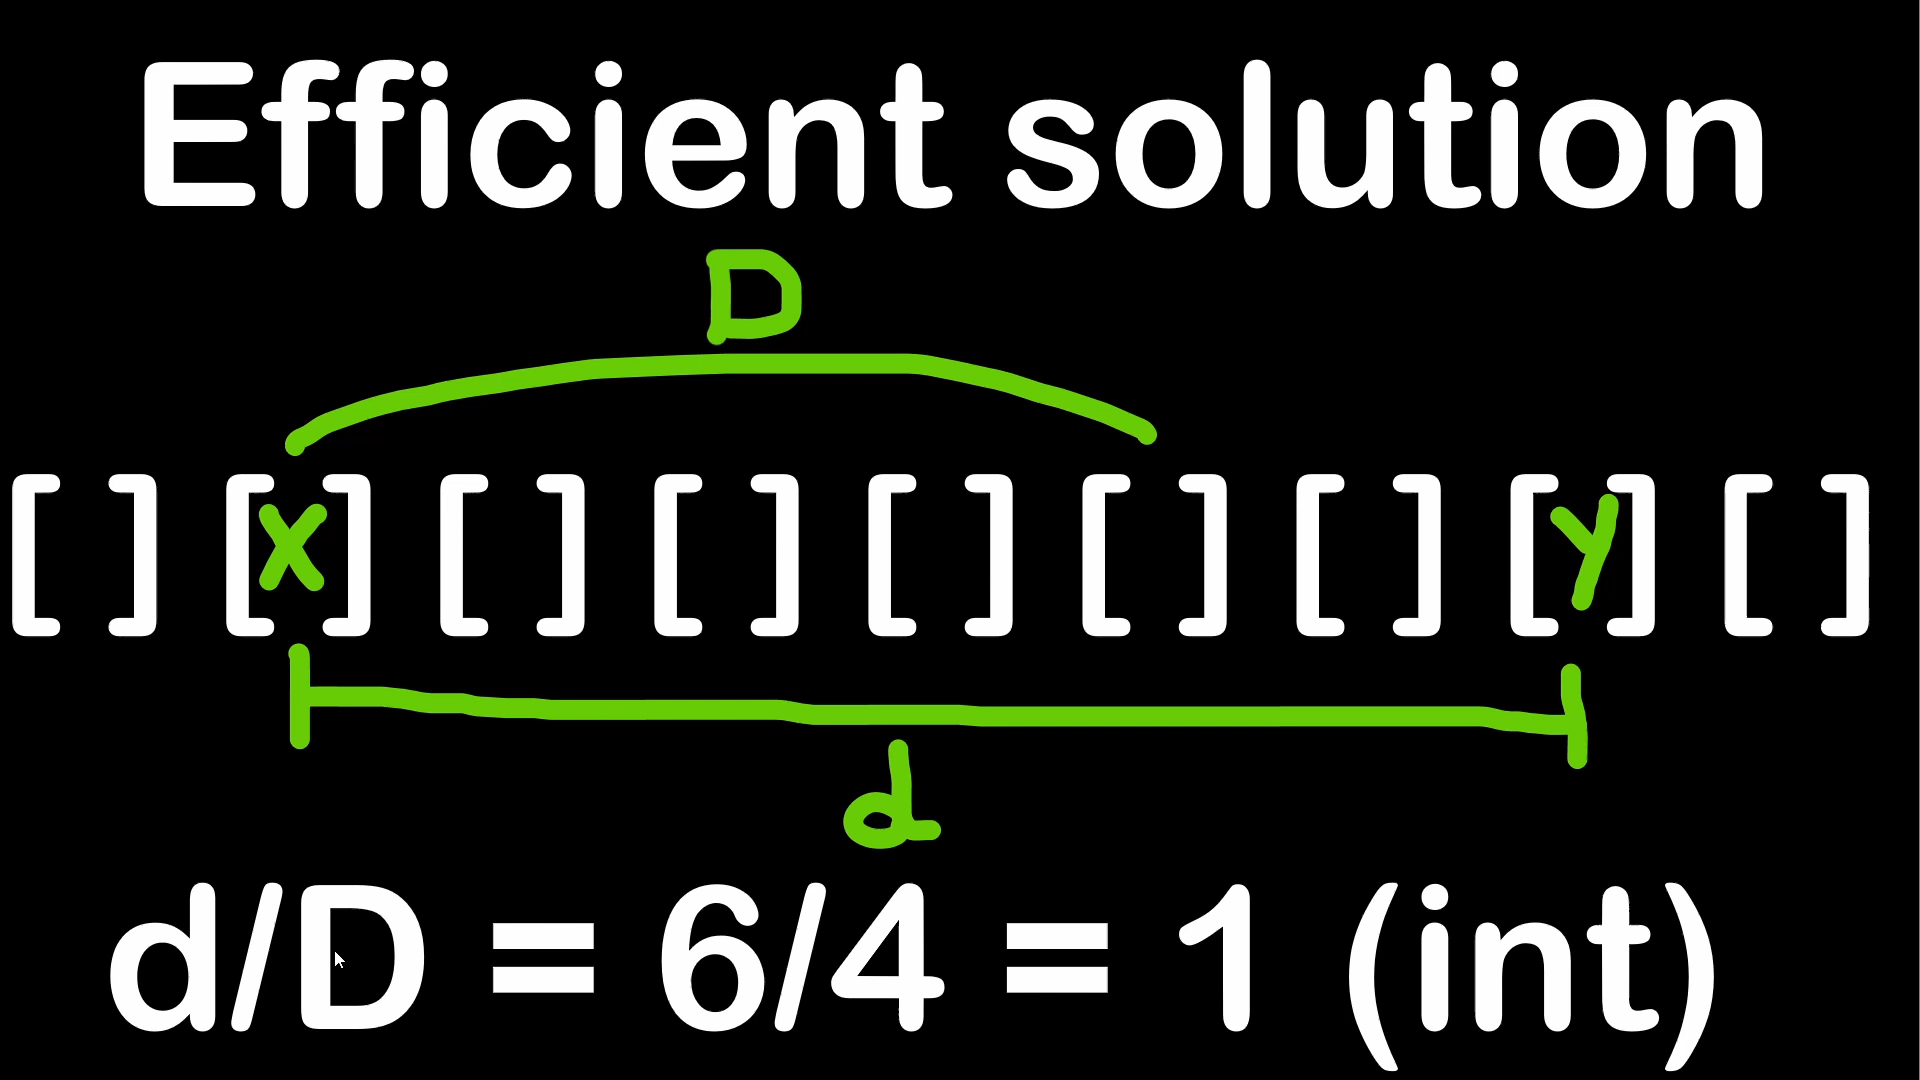 Efficient solution
D
[ ] [X] [ ] [ ] [ ] [ ] [ ] [Y] [ ]
d
d/D = 6/4 = 1 (int)